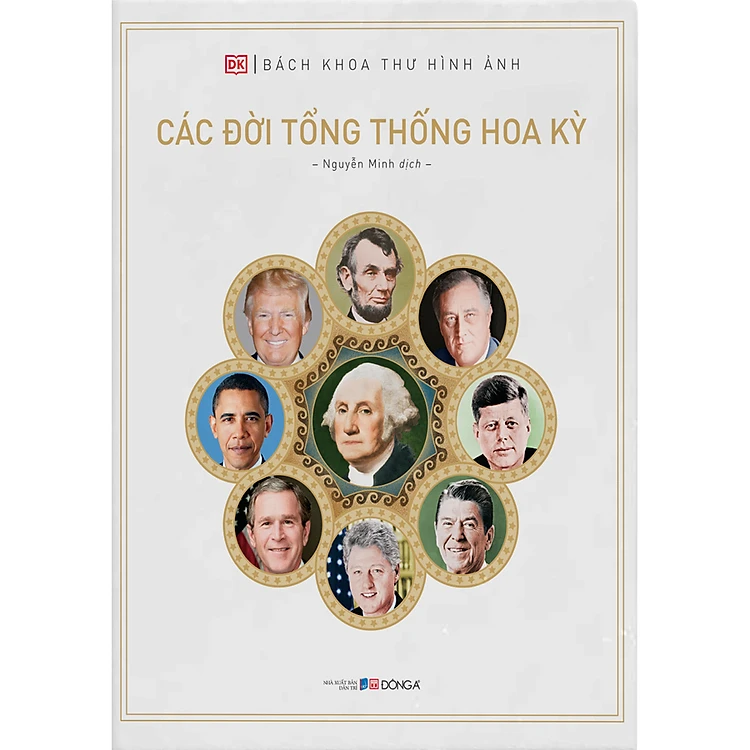 DK | BÁCH KHOA THƯ HÌNH ẢNH
CÁC ĐỜI TỔNG THỐNG HOA KỲ
– Nguyễn Minh dịch –
NHÀ XUẤT BẢN
DÂN TRÍ
ĐÔNG A